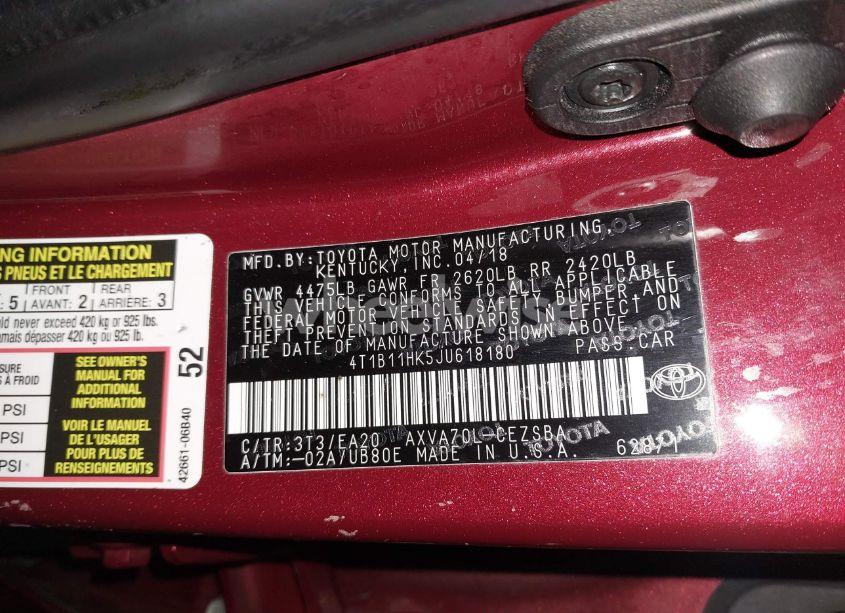 NG INFORMATION
S PNEUS ET LE CHARGEMENT
: 5 FRONT AVANT: 2 REAR ARRIÈRE: 3
ld never exceed 420 kg or 925 lbs.
amais dépasser 420 kg ou 925 lb.
SURE
S À FROID
PSI
PSI
SEE OWNER'S
MANUAL FOR
ADDITIONAL
INFORMATION
VOIR LE MANUEL
DE L'USAGER
POUR PLUS DE
RENSEIGNEMENTS
52
42661-06B40
MFD.BY:TOYOTA MOTOR MANUFACTURING,
KENTUCKY, INC. 04/18
GVWR 4475LB GAWR FR 2620LB RR 2420LB
THIS VEHICLE CONFORMS TO ALL APPLICABLE
FEDERAL MOTOR VEHICLE SAFETY, BUMPER AND
THEFT PREVENTION STANDARDS IN EFFECT ON
THE DATE OF MANUFACTURE SHOWN ABOVE.
4T1B11HK5JU618180 PASS.CAR
C/TR:3T3/EA20 AXVA70L-CEZSBA
A/TM:-02A/UB80E MADE IN U.S.A.
TOYOTA